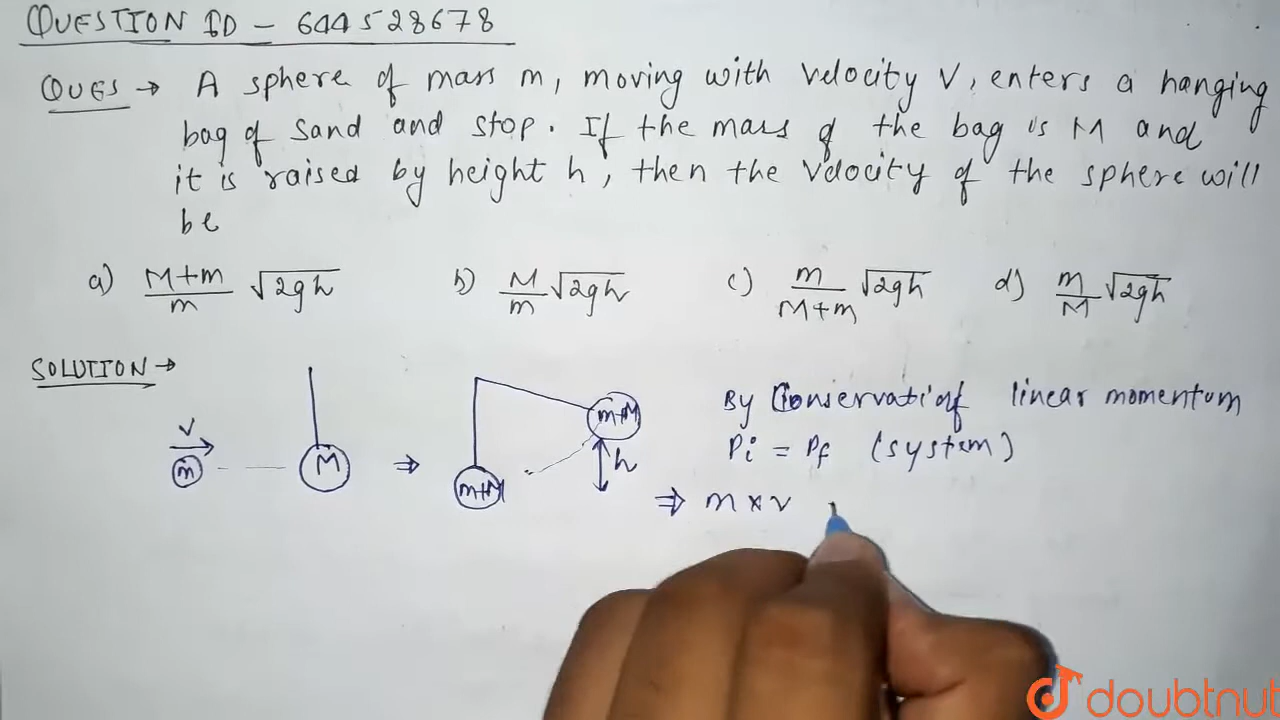 QUESTION ID - 644528678
QUES → A sphere of mass m, moving with velocity V, enters a hanging
bag of sand and stop. If the mass of the bag is M and
it is raised by height h, then the velocity of the sphere will
be
a) M+m/m √2gh b) M/m √2gh c) m/M+m √2gh d) m/M √2gh
SOLUTION →
v
m
M
⇒
m+M
m+M
h
By Conservation of linear momentum
Pi = Pf (system)
⇒ m × v
doubtnut